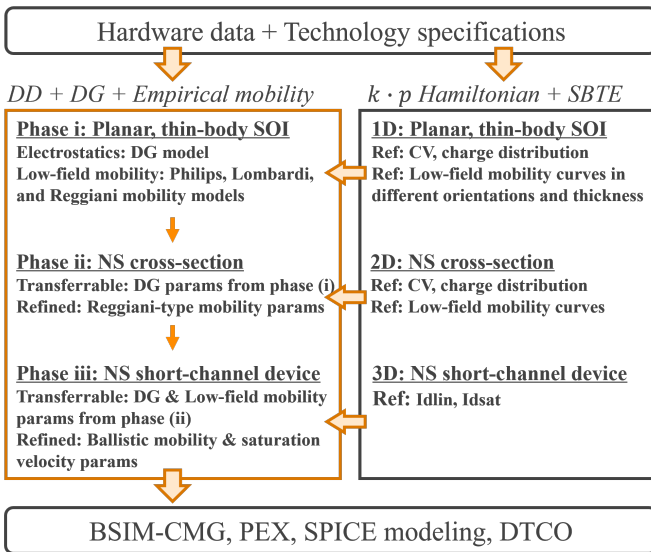 Hardware data + Technology specifications
DD + DG + Empirical mobility
Phase i: Planar, thin-body SOI
Electrostatics: DG model
Low-field mobility: Philips, Lombardi,
and Reggiani mobility models
Phase ii: NS cross-section
Transferrable: DG params from phase (i)
Refined: Reggiani-type mobility params
Phase iii: NS short-channel device
Transferrable: DG & Low-field mobility
params from phase (ii)
Refined: Ballistic mobility & saturation
velocity params
k · p Hamiltonian + SBTE
1D: Planar, thin-body SOI
Ref: CV, charge distribution
Ref: Low-field mobility curves in
different orientations and thickness
2D: NS cross-section
Ref: CV, charge distribution
Ref: Low-field mobility curves
3D: NS short-channel device
Ref: Idlin, Idsat
BSIM-CMG, PEX, SPICE modeling, DTCO